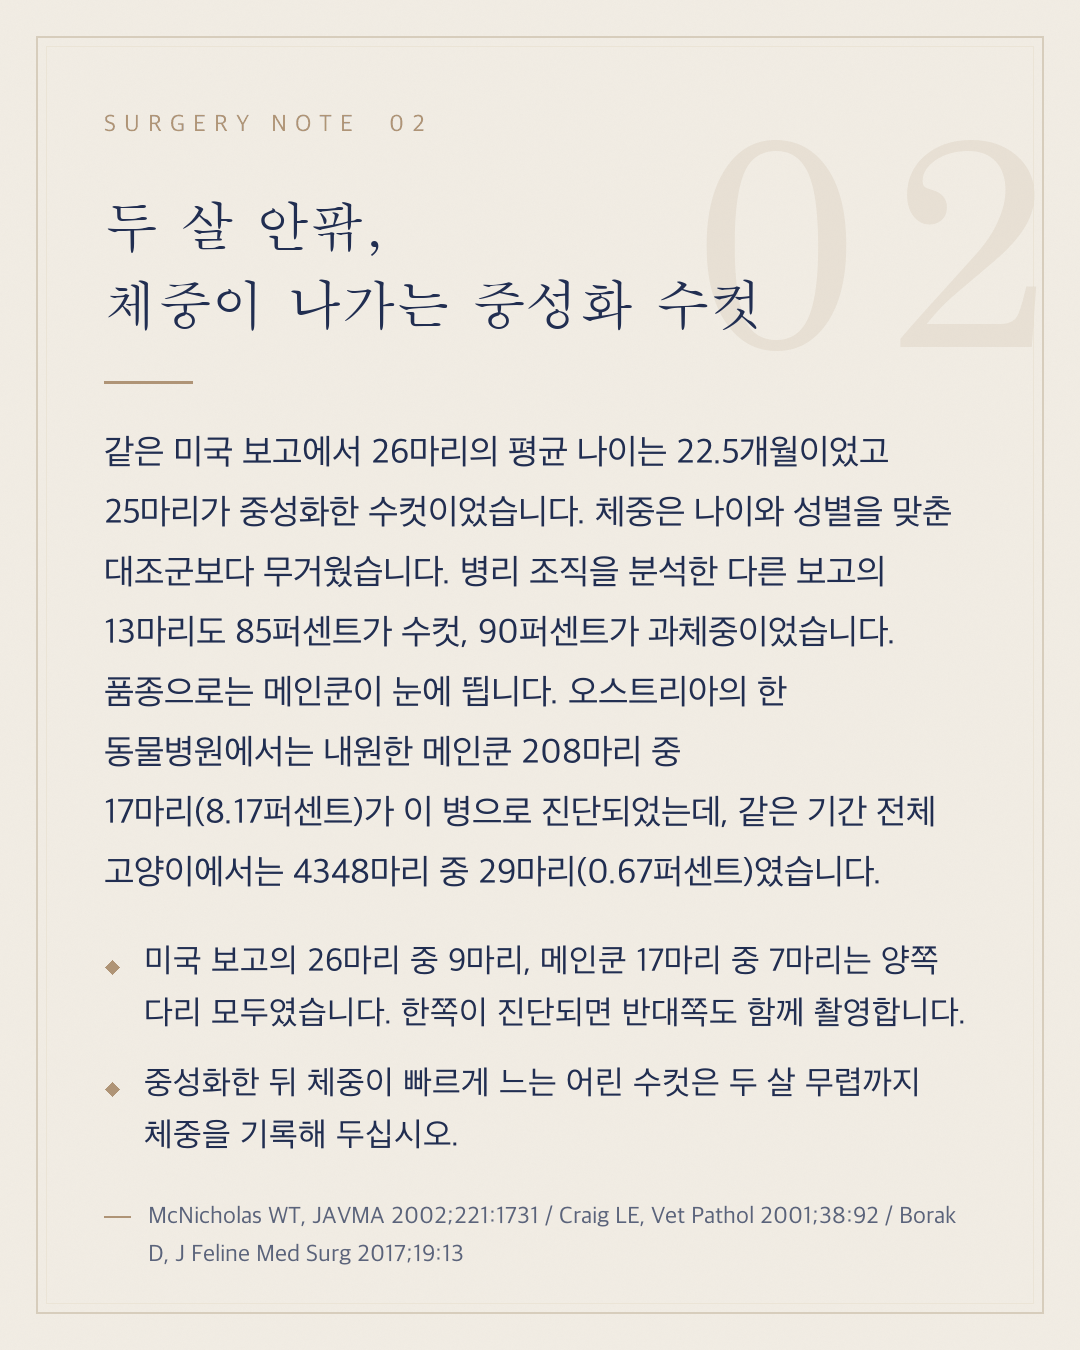 SURGERY NOTE 02
02
두 살 안팎,
체중이 나가는 중성화 수컷
같은 미국 보고에서 26마리의 평균 나이는 22.5개월이었고
25마리가 중성화한 수컷이었습니다. 체중은 나이와 성별을 맞춘
대조군보다 무거웠습니다. 병리 조직을 분석한 다른 보고의
13마리도 85퍼센트가 수컷, 90퍼센트가 과체중이었습니다.
품종으로는 메인쿤이 눈에 띕니다. 오스트리아의 한
동물병원에서는 내원한 메인쿤 208마리 중
17마리(8.17퍼센트)가 이 병으로 진단되었는데, 같은 기간 전체
고양이에서는 4348마리 중 29마리(0.67퍼센트)였습니다.
◆ 미국 보고의 26마리 중 9마리, 메인쿤 17마리 중 7마리는 양쪽
다리 모두였습니다. 한쪽이 진단되면 반대쪽도 함께 촬영합니다.
◆ 중성화한 뒤 체중이 빠르게 느는 어린 수컷은 두 살 무렵까지
체중을 기록해 두십시오.
— McNicholas WT, JAVMA 2002;221:1731 / Craig LE, Vet Pathol 2001;38:92 / Borak
D, J Feline Med Surg 2017;19:13